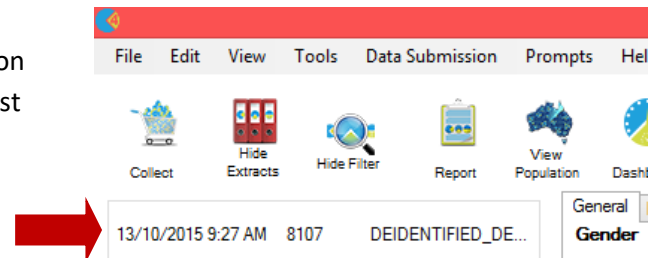 on
st
File Edit View Tools Data Submission Prompts
Collect
Hide
Extracts
Hide Filter
Report
View
Population
General
13/10/2015 9:27 AM 8107 DEIDENTIFIED_DE...
Gender